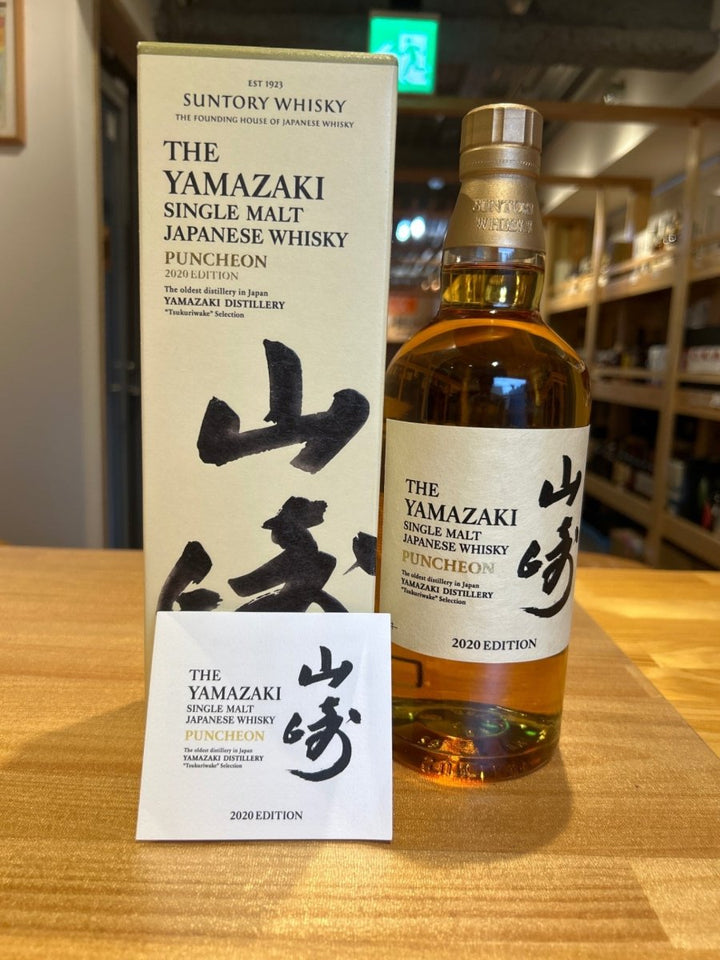 EST 1923
SUNTORY WHISKY
THE FOUNDING HOUSE OF JAPANESE WHISKY
THE
YAMAZAKI
SINGLE MALT
JAPANESE WHISKY
PUNCHEON
2020 EDITION
The oldest distillery in Japan
YAMAZAKI DISTILLERY
"Tsukuriwake" Selection
山
崎
SUNTORY
WHISKY
THE
YAMAZAKI
SINGLE MALT
JAPANESE WHISKY
PUNCHEON
The oldest distillery in Japan
YAMAZAKI DISTILLERY
"Tsukuriwake" Selection
山崎
2020 EDITION
THE
YAMAZAKI
SINGLE MALT
JAPANESE WHISKY
PUNCHEON
The oldest distillery in Japan
YAMAZAKI DISTILLERY
"Tsukuriwake" Selection
山崎
2020 EDITION